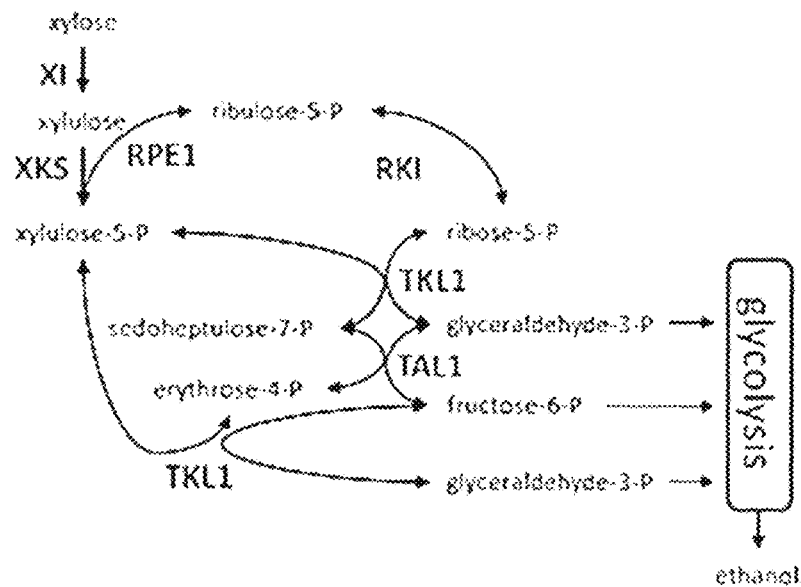 xylose
XI
xylulose
ribulose-5-P
XKS
RPE1
RKI
xylulose-5-P
ribose-5-P
TKL1
sedoheptulose-7-P
glyceraldehyde-3-P
TAL1
erythrose-4-P
fructose-6-P
TKL1
glyceraldehyde-3-P
glycolysis
ethanol